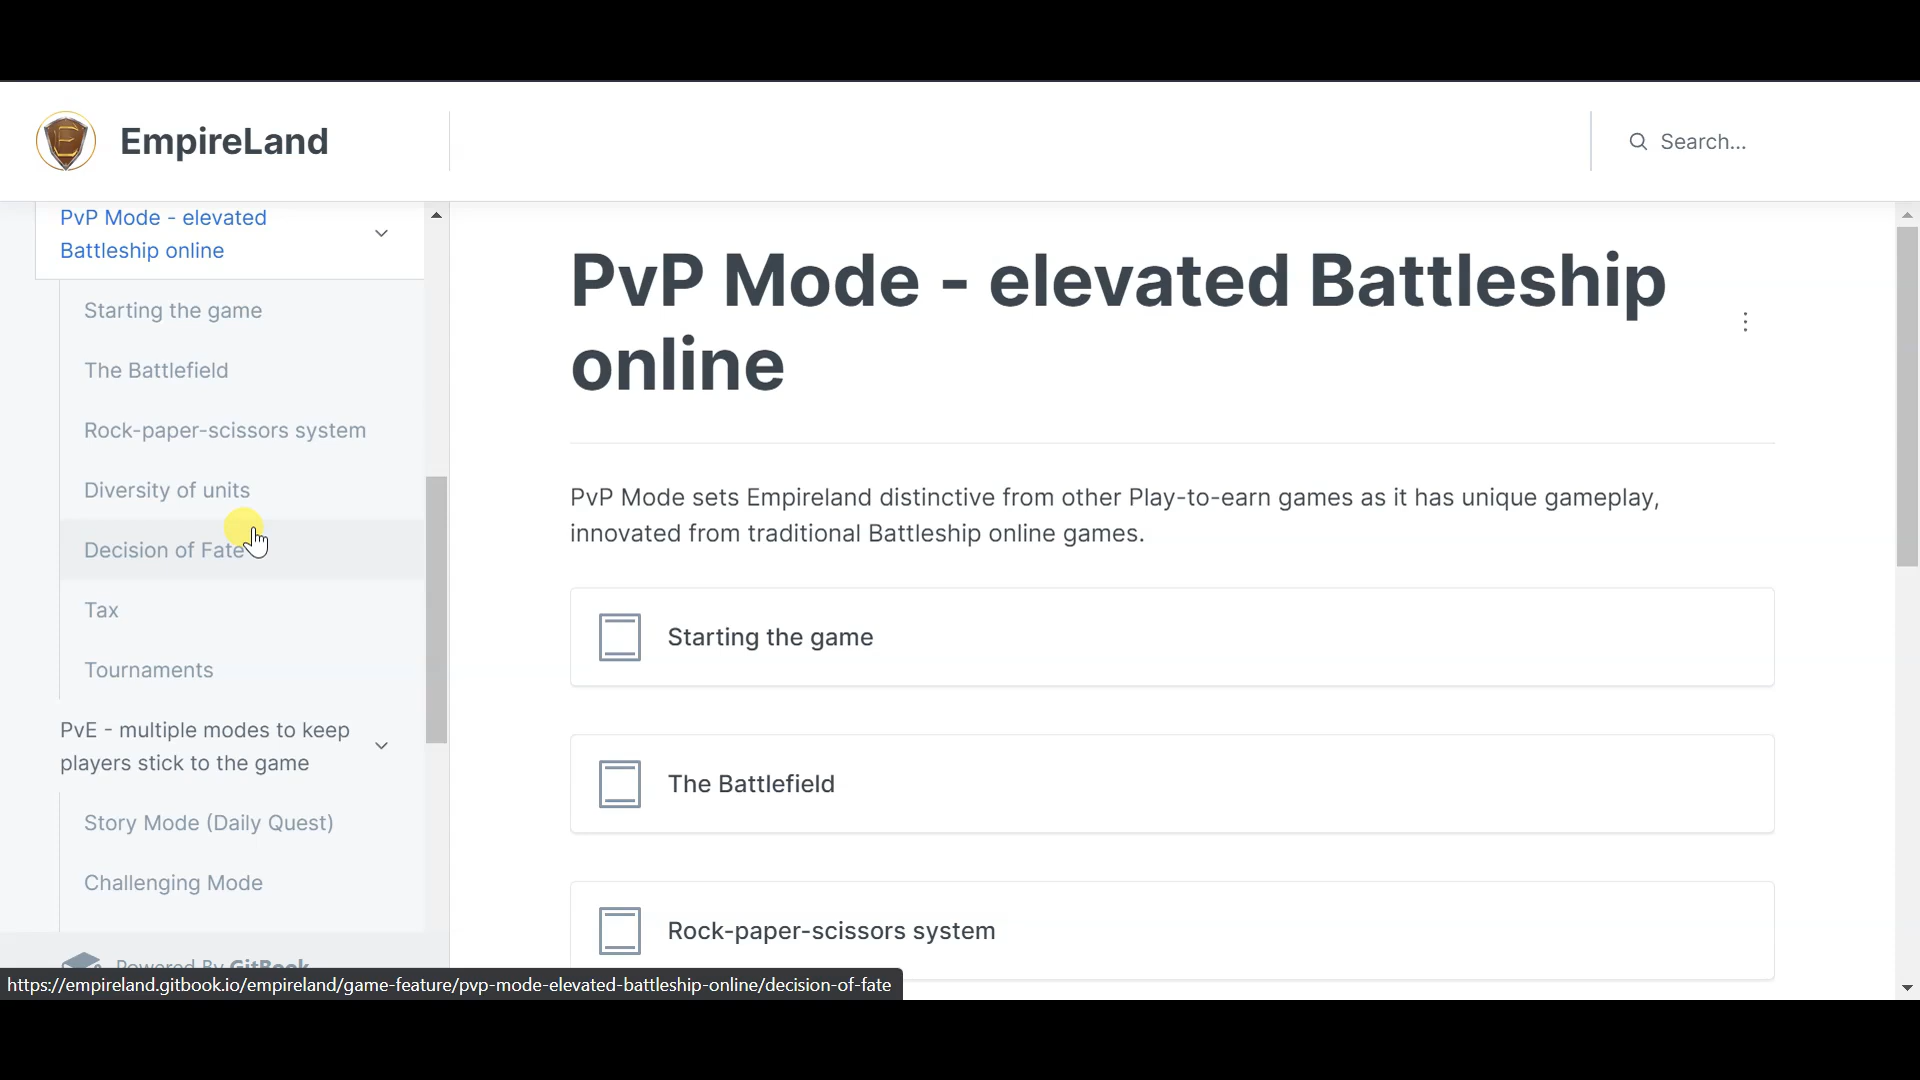 EmpireLand
Search...
PvP Mode - elevated
Battleship online
Starting the game
The Battlefield
Rock-paper-scissors system
Diversity of units
Decision of Fate
Tax
Tournaments
PvE - multiple modes to keep
players stick to the game
Story Mode (Daily Quest)
Challenging Mode
Powered By GitBook
https://empireland.gitbook.io/empireland/game-feature/pvp-mode-elevated-battleship-online/decision-of-fate
PvP Mode - elevated Battleship
online
PvP Mode sets Empireland distinctive from other Play-to-earn games as it has unique gameplay,
innovated from traditional Battleship online games.
Starting the game
The Battlefield
Rock-paper-scissors system